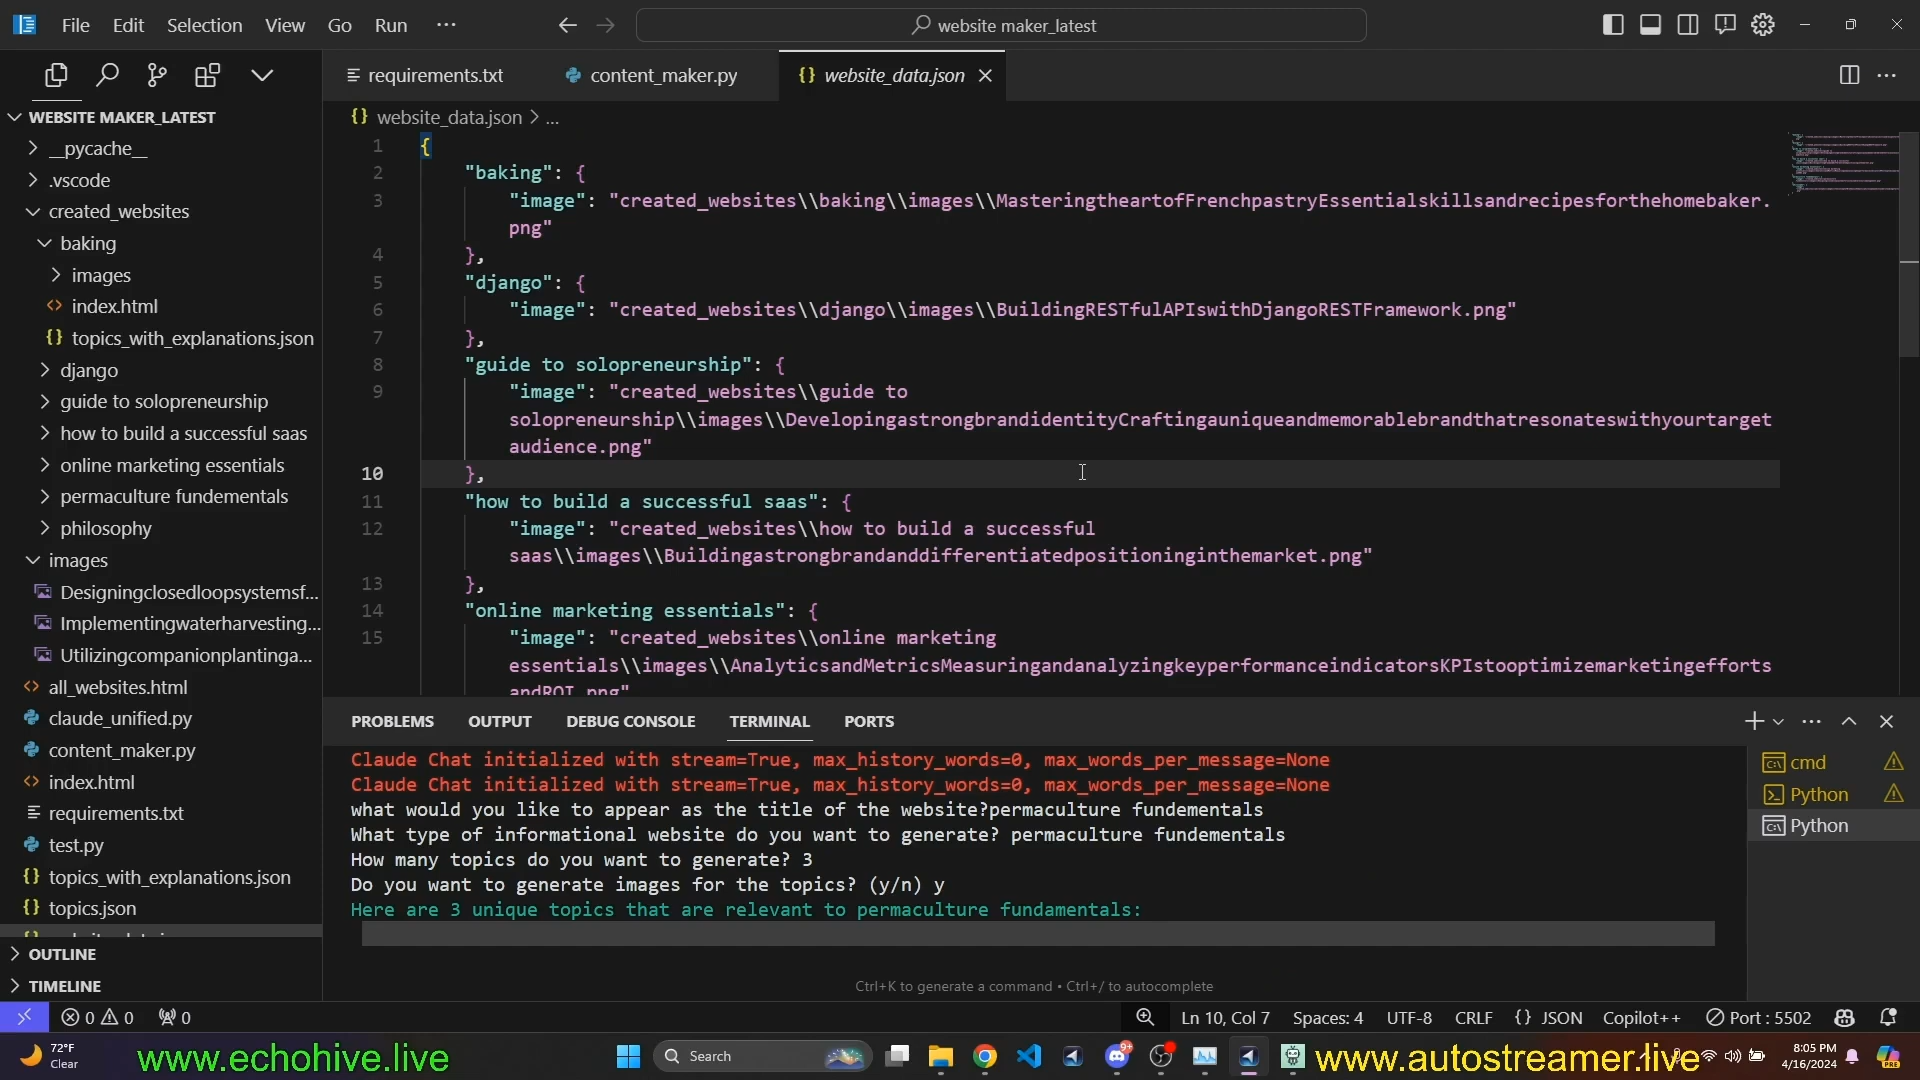 File Edit Selection View Go Run ··· website maker_latest
requirements.txt content_maker.py {} website_data.json
WEBSITE MAKER_LATEST
{} website_data.json > ...
__pycache__
.vscode
created_websites
baking
images
index.html
{} topics_with_explanations.json
django
guide to solopreneurship
how to build a successful saas
online marketing essentials
permaculture fundementals
philosophy
images
Designingclosedloopsystemsf...
Implementingwaterharvesting...
Utilizingcompanionplantinga...
all_websites.html
claude_unified.py
content_maker.py
index.html
requirements.txt
test.py
{} topics_with_explanations.json
{} topics.json
OUTLINE
TIMELINE
1 {
2 "baking": {
3 "image": "created_websites\\baking\\images\\MasteringtheartofFrenchpastryEssentialskillsandrecipesforthehomebaker.
png"
4 },
5 "django": {
6 "image": "created_websites\\django\\images\\BuildingRESTfulAPIswithDjangoRESTFramework.png"
7 },
8 "guide to solopreneurship": {
9 "image": "created_websites\\guide to
solopreneurship\\images\\DevelopingastrongbrandidentityCraftingauniqueandmemorablebrandthatresonateswithyourtarget
audience.png"
10 },
11 "how to build a successful saas": {
12 "image": "created_websites\\how to build a successful
saas\\images\\Buildingastrongbrandanddifferentiatedpositioninginthemarket.png"
13 },
14 "online marketing essentials": {
15 "image": "created_websites\\online marketing
essentials\\images\\AnalyticsandMetricsMeasuringandanalyzingkeyperformanceindicatorsKPIstooptimizemarketingefforts
andROI.png"
PROBLEMS OUTPUT DEBUG CONSOLE TERMINAL PORTS
Claude Chat initialized with stream=True, max_history_words=0, max_words_per_message=None
Claude Chat initialized with stream=True, max_history_words=0, max_words_per_message=None
what would you like to appear as the title of the website?permaculture fundementals
What type of informational website do you want to generate? permaculture fundementals
How many topics do you want to generate? 3
Do you want to generate images for the topics? (y/n) y
Here are 3 unique topics that are relevant to permaculture fundamentals:
Ctrl+K to generate a command • Ctrl+/ to autocomplete
cmd
Python
Python
0 0 0 Ln 10, Col 7 Spaces: 4 UTF-8 CRLF {} JSON Copilot++ Port : 5502
72°F
Clear
www.echohive.live
Search
9+
PRE
www.autostreamer.live
8:05 PM
4/16/2024